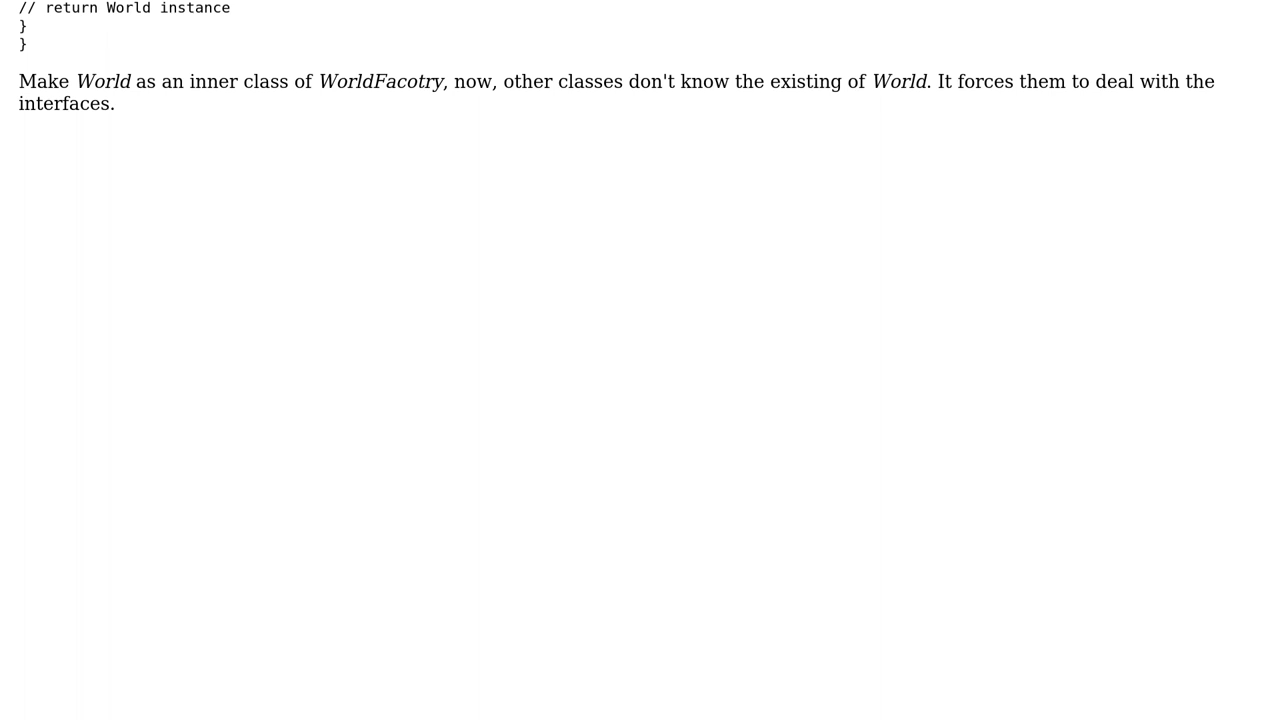 // return World instance
}
}
Make World as an inner class of WorldFacotry, now, other classes don't know the existing of World. It forces them to deal with the
interfaces.